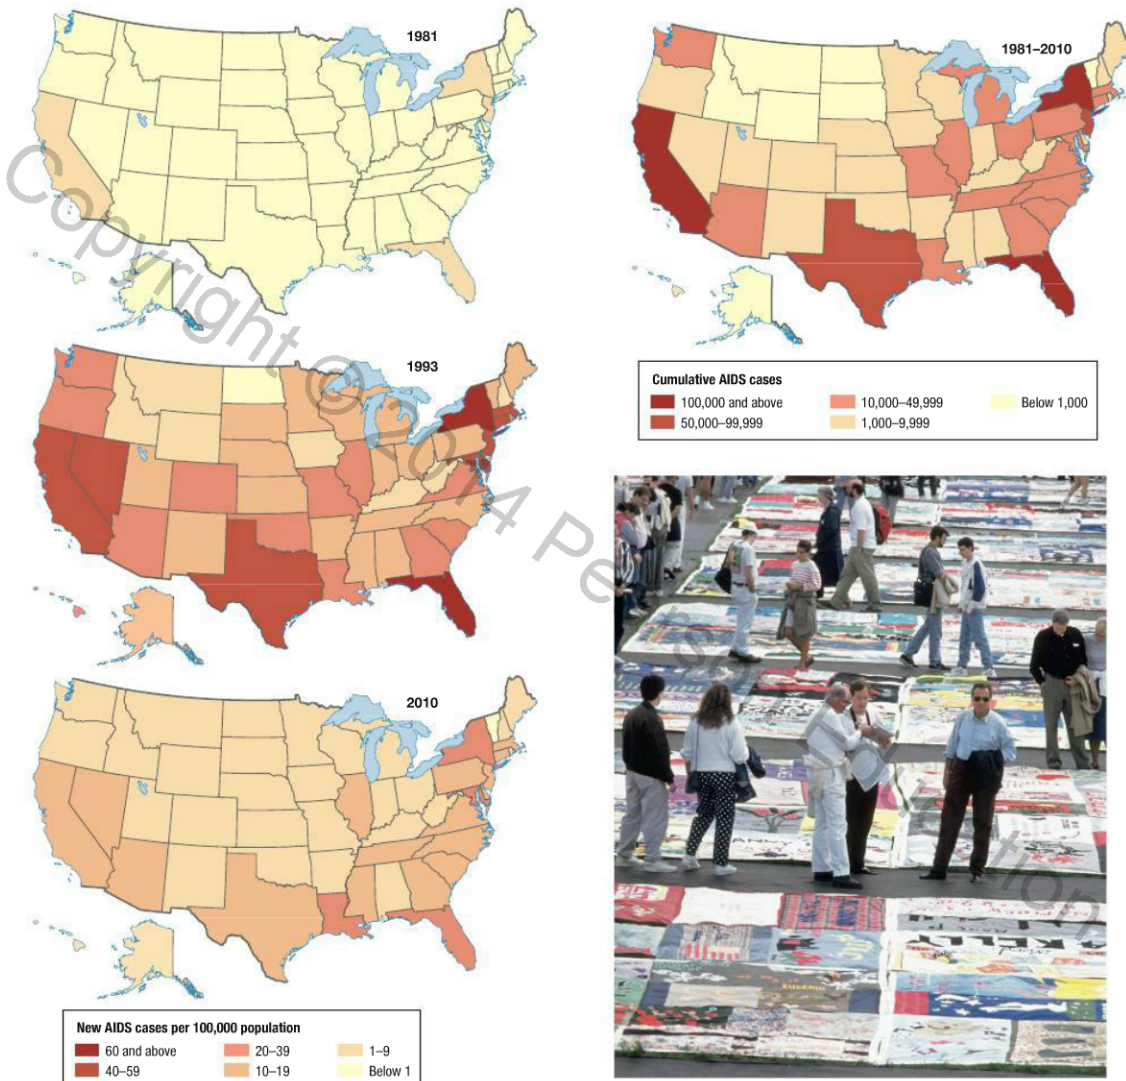 1981
1981–2010
1993
Cumulative AIDS cases
100,000 and above
10,000–49,999
Below 1,000
50,000–99,999
1,000–9,999
2010
New AIDS cases per 100,000 population
60 and above
20–39
1–9
40–59
10–19
Below 1
KELLY
Copyright © 2014 Pearson Education